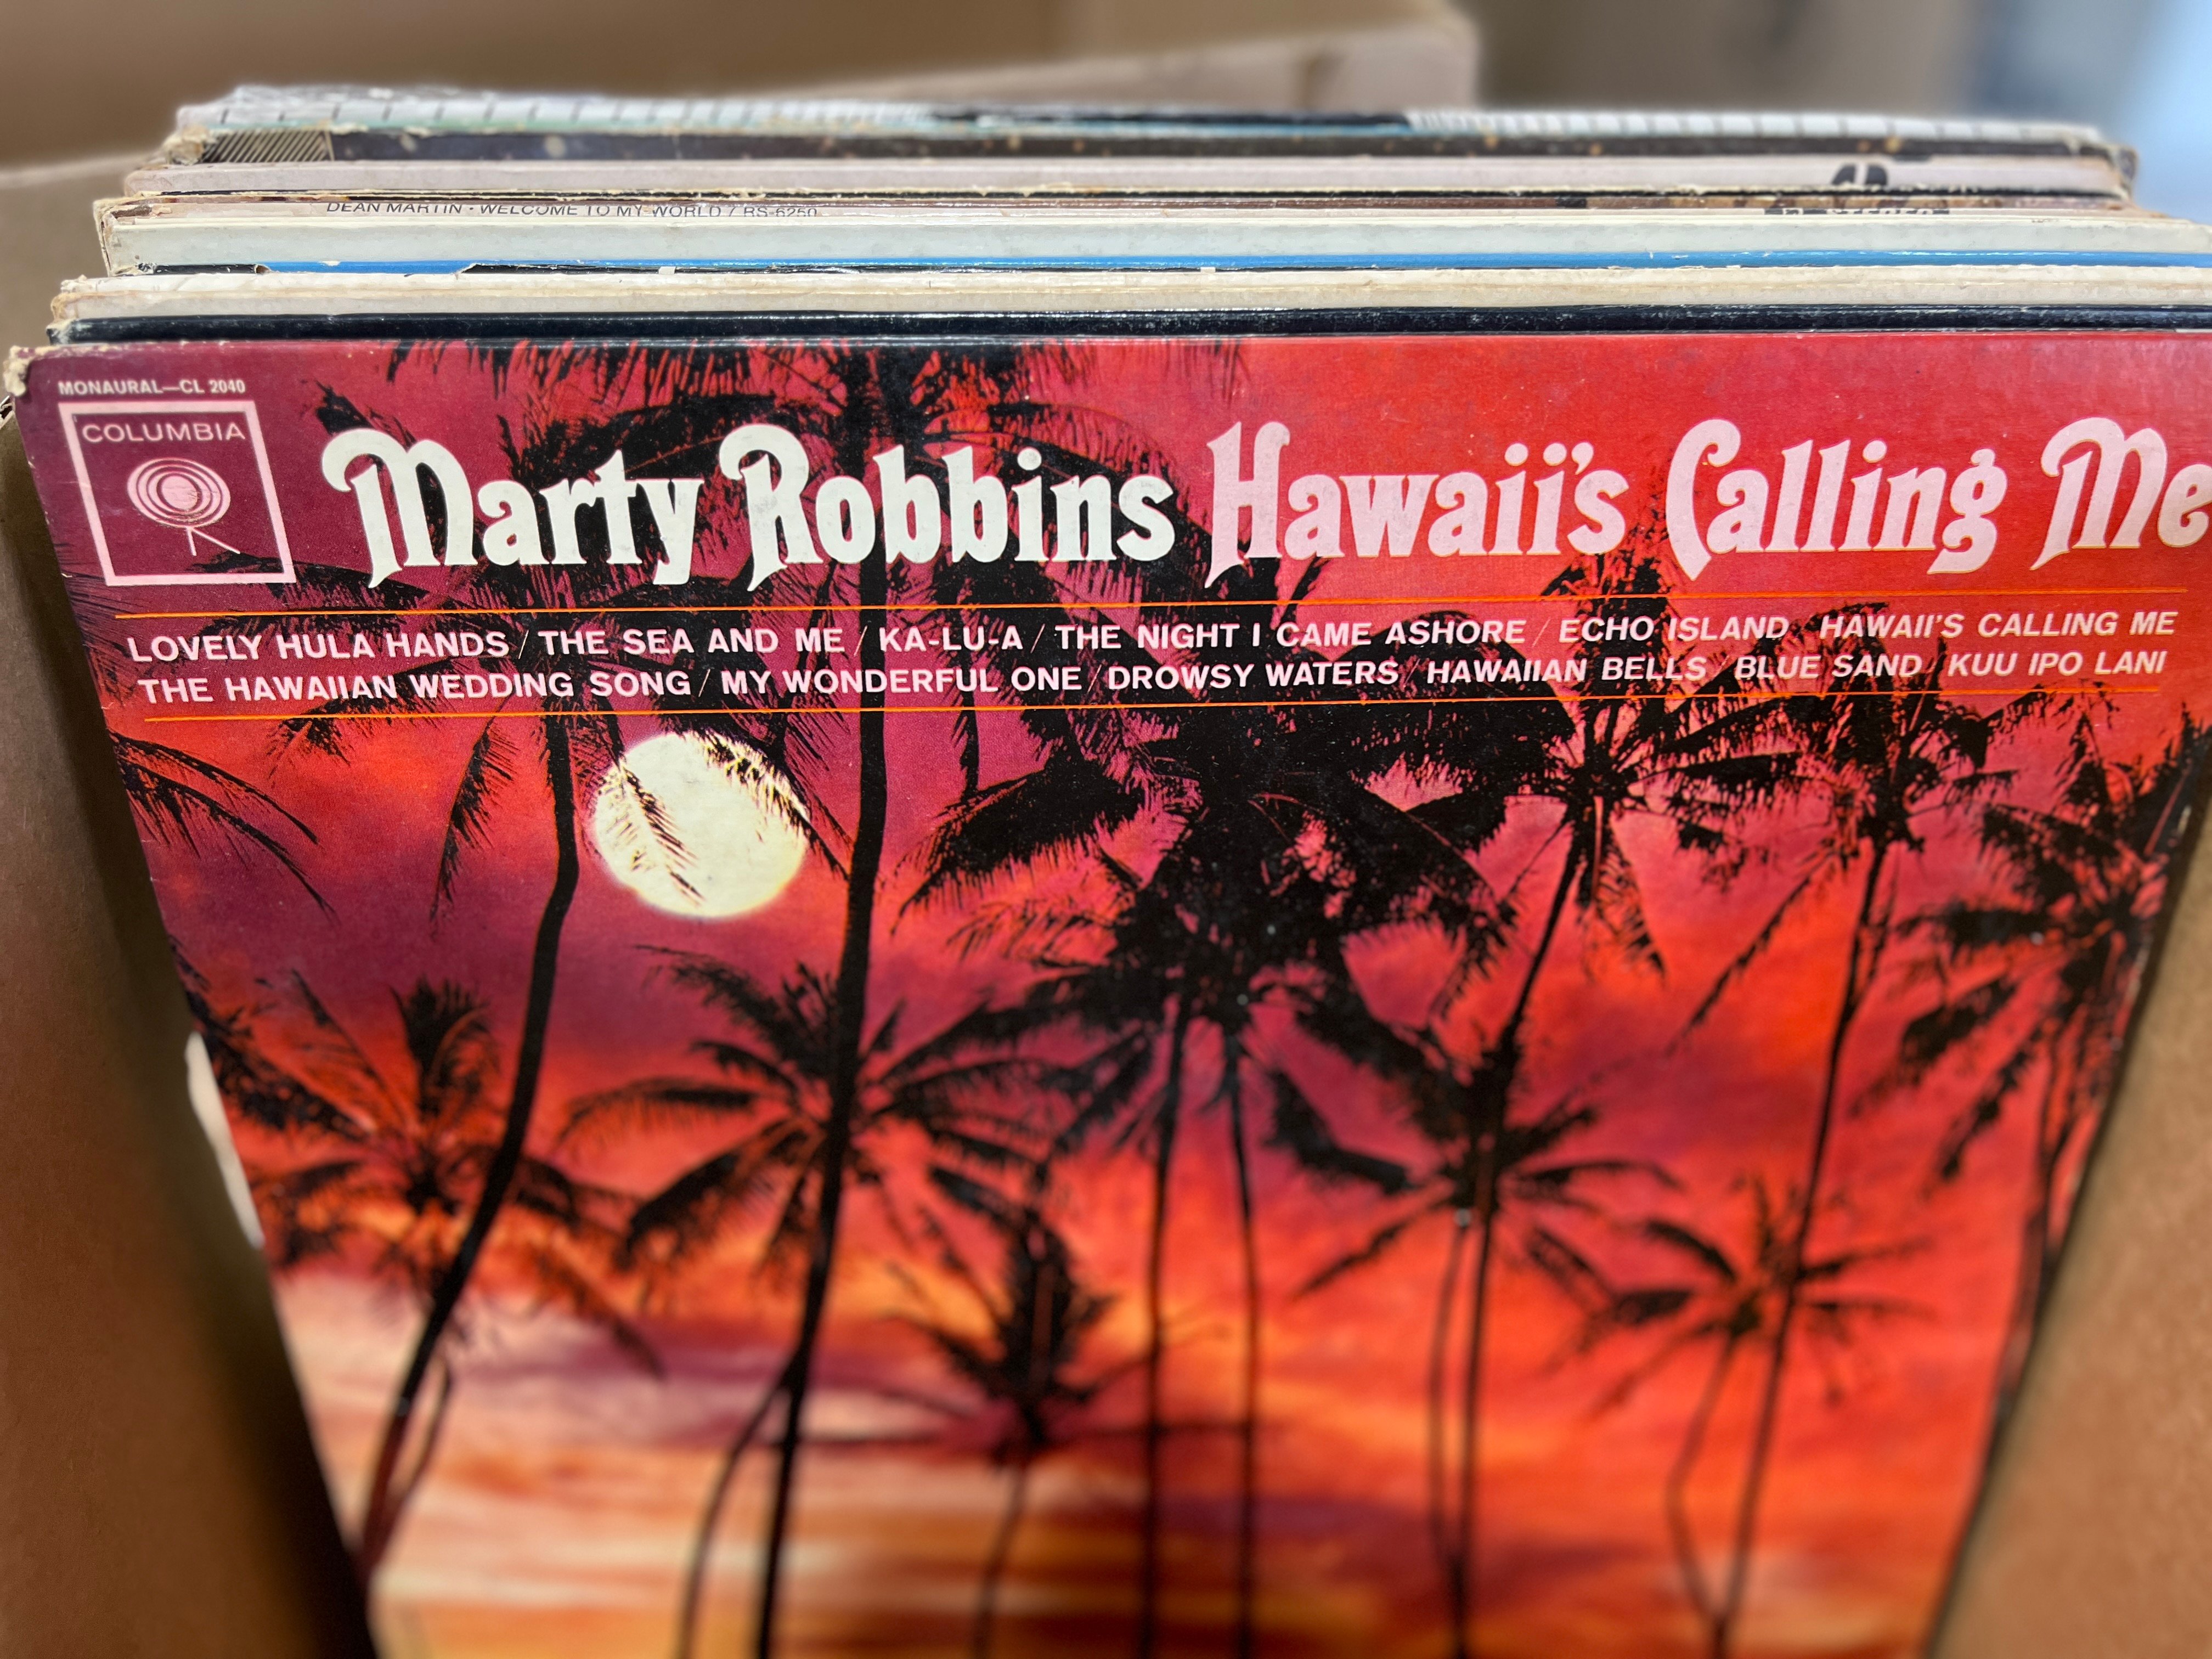 DEAN MARTIN · WELCOME TO MY WORLD / RS-6250
STEREO
MONAURAL—CL 2040
COLUMBIA
Marty Robbins Hawaii's Calling Me
LOVELY HULA HANDS / THE SEA AND ME / KA-LU-A / THE NIGHT I CAME ASHORE / ECHO ISLAND / HAWAII'S CALLING ME
THE HAWAIIAN WEDDING SONG / MY WONDERFUL ONE / DROWSY WATERS / HAWAIIAN BELLS / BLUE SAND / KUU IPO LANI